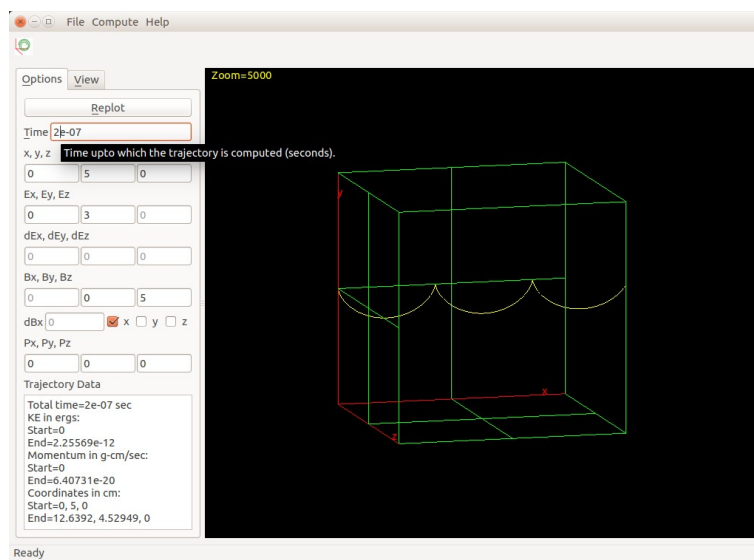 File Compute Help
Options View
Zoom=5000
Replot
Time 2e-07
x, y, z Time upto which the trajectory is computed (seconds).
0 5 0
Ex, Ey, Ez
0 3 0
dEx, dEy, dEz
0 0 0
Bx, By, Bz
0 0 5
dBx 0 x y z
Px, Py, Pz
0 0 0
Trajectory Data
Total time=2e-07 sec
KE in ergs:
Start=0
End=2.25569e-12
Momentum in g-cm/sec:
Start=0
End=6.40731e-20
Coordinates in cm:
Start=0, 5, 0
End=12.6392, 4.52949, 0
y
x
z
Ready